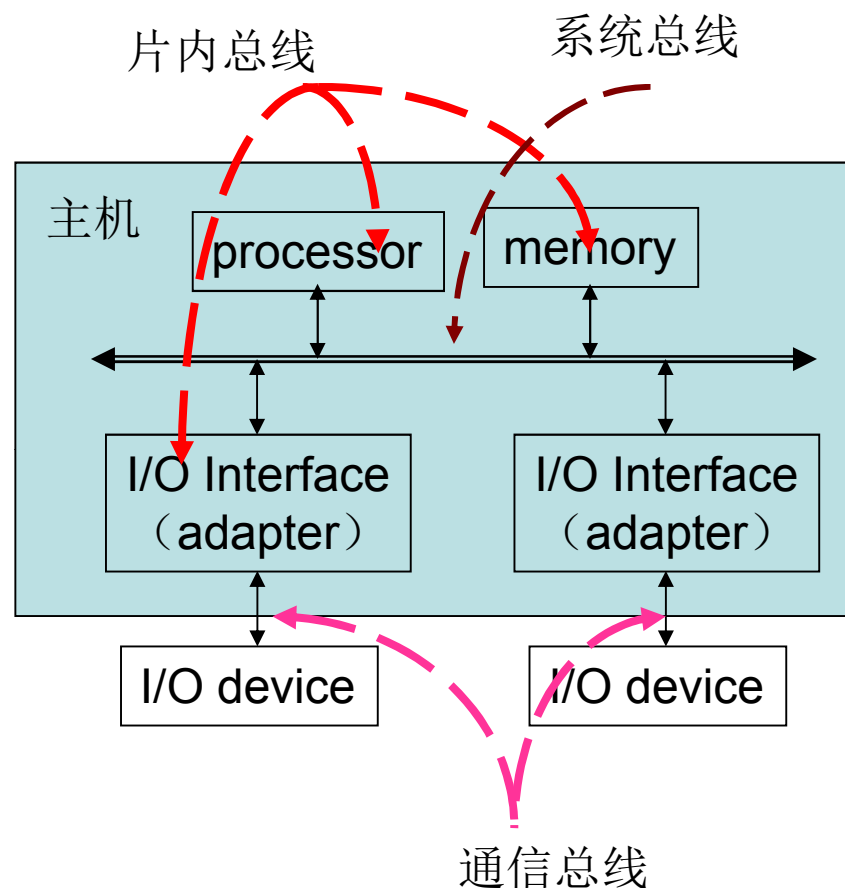 片内总线
系统总线
主机
processor
memory
I/O Interface
（adapter）
I/O Interface
（adapter）
I/O device
I/O device
通信总线